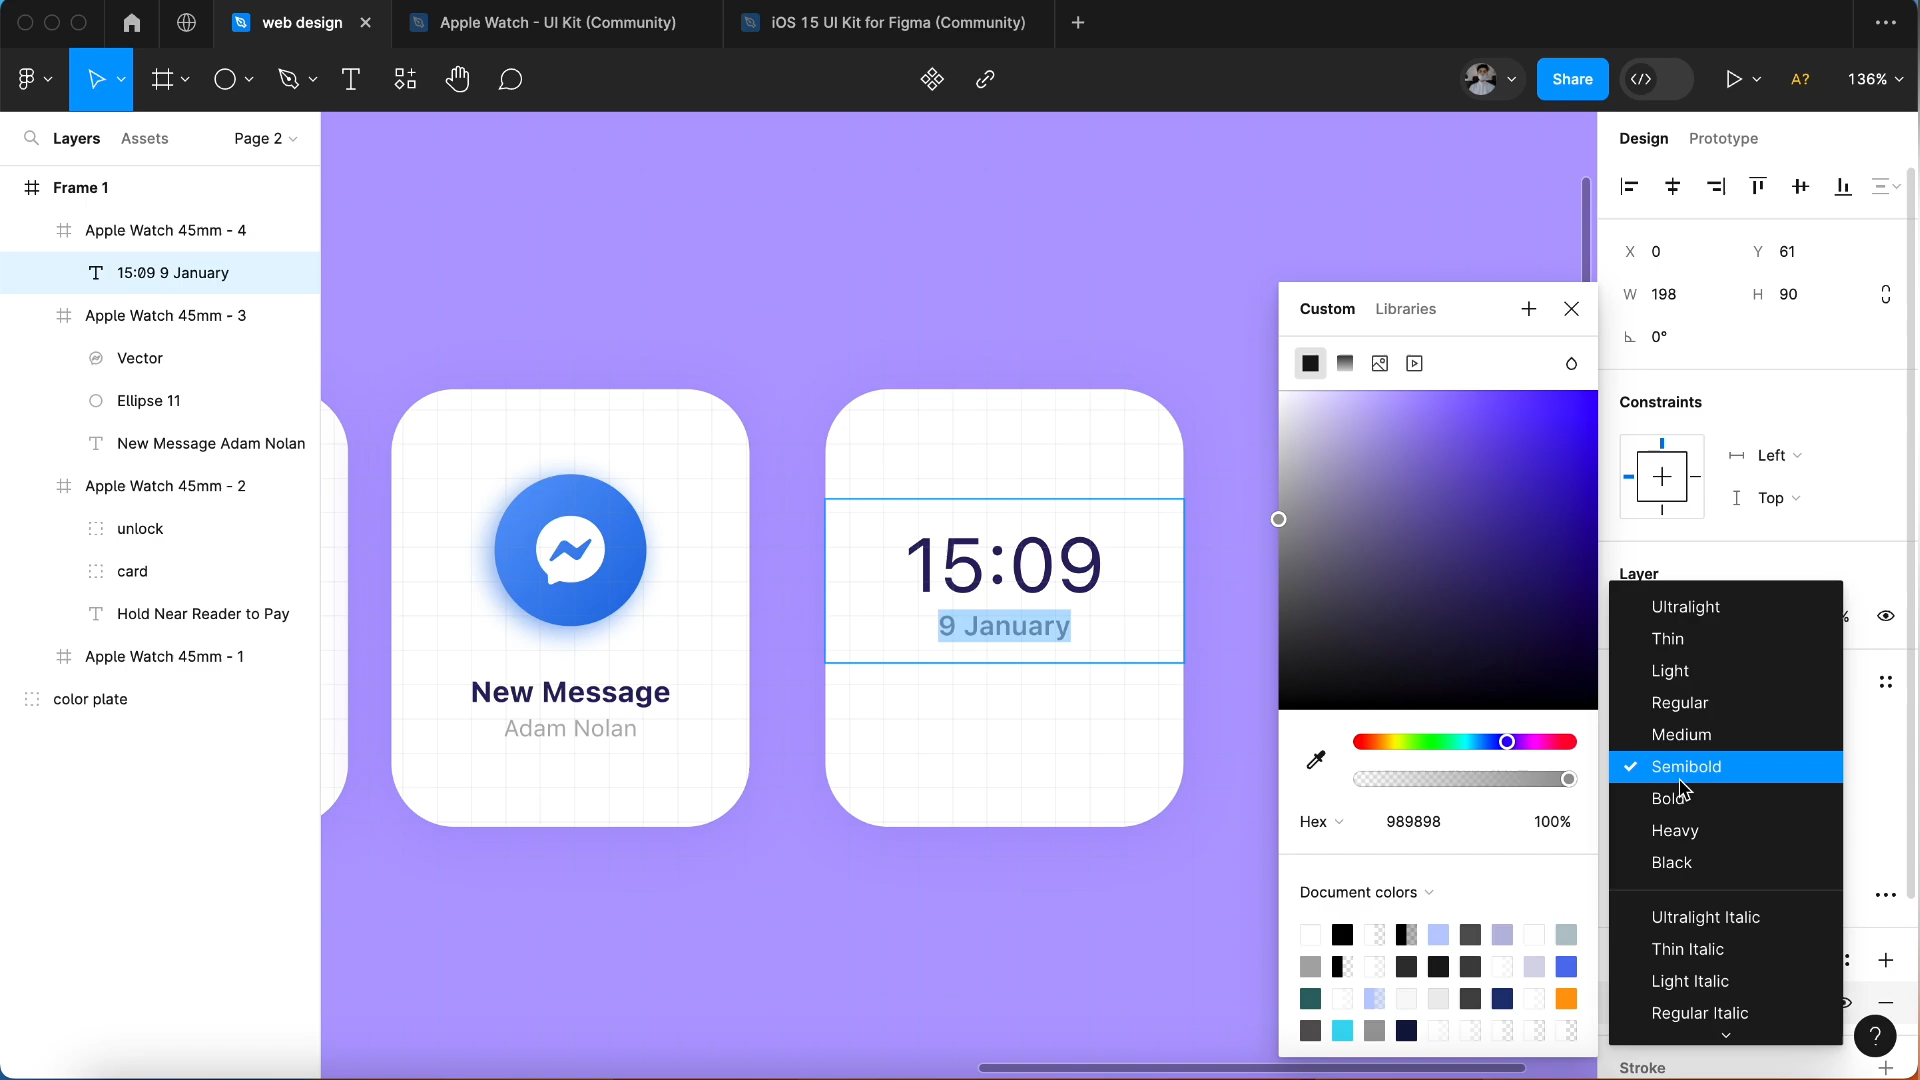 web design
Apple Watch - UI Kit (Community)
iOS 15 UI Kit for Figma (Community)
Share
A?
136%
Layers
Assets
Page 2
Frame 1
Apple Watch 45mm - 4
15:09 9 January
Apple Watch 45mm - 3
Vector
Ellipse 11
New Message Adam Nolan
Apple Watch 45mm - 2
unlock
card
Hold Near Reader to Pay
Apple Watch 45mm - 1
color plate
New Message
Adam Nolan
15:09
9 January
Custom
Libraries
Hex
989898
100%
Document colors
Design
Prototype
X 0
Y 61
W 198
H 90
0°
Constraints
Left
Top
Layer
%
Ultralight
Thin
Light
Regular
Medium
Semibold
Bold
Heavy
Black
Ultralight Italic
Thin Italic
Light Italic
Regular Italic
Stroke
?